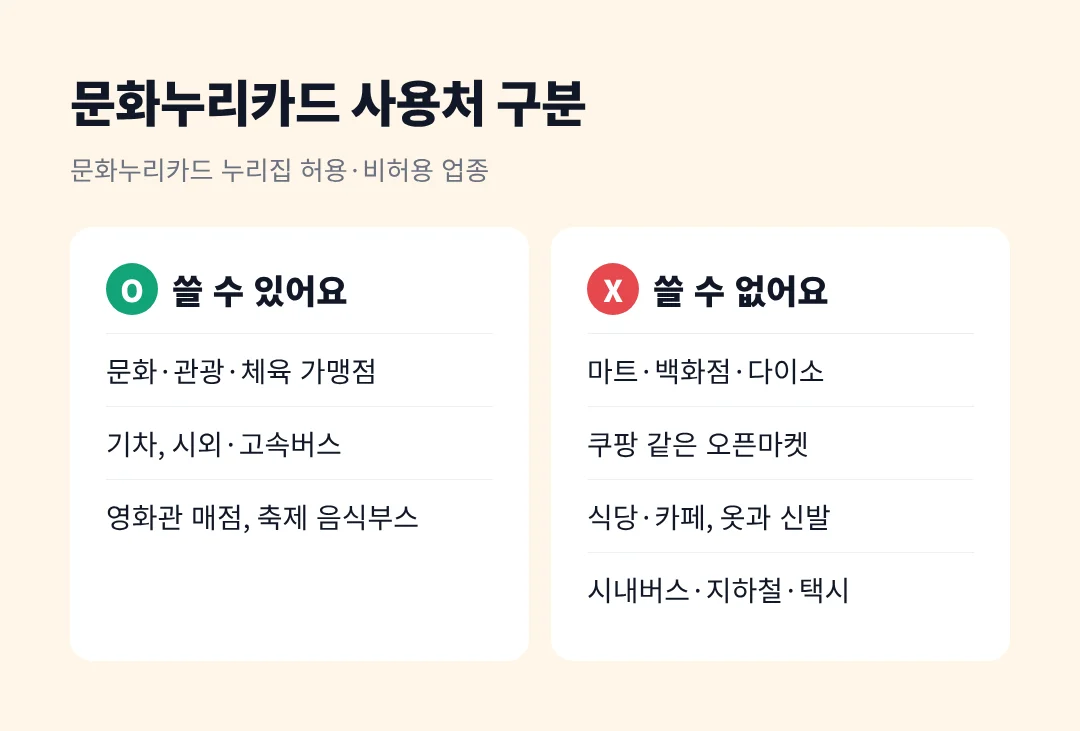 문화누리카드 사용처 구분
문화누리카드 누리집 허용·비허용 업종
O 쓸 수 있어요
문화·관광·체육 가맹점
기차, 시외·고속버스
영화관 매점, 축제 음식부스
X 쓸 수 없어요
마트·백화점·다이소
쿠팡 같은 오픈마켓
식당·카페, 옷과 신발
시내버스·지하철·택시